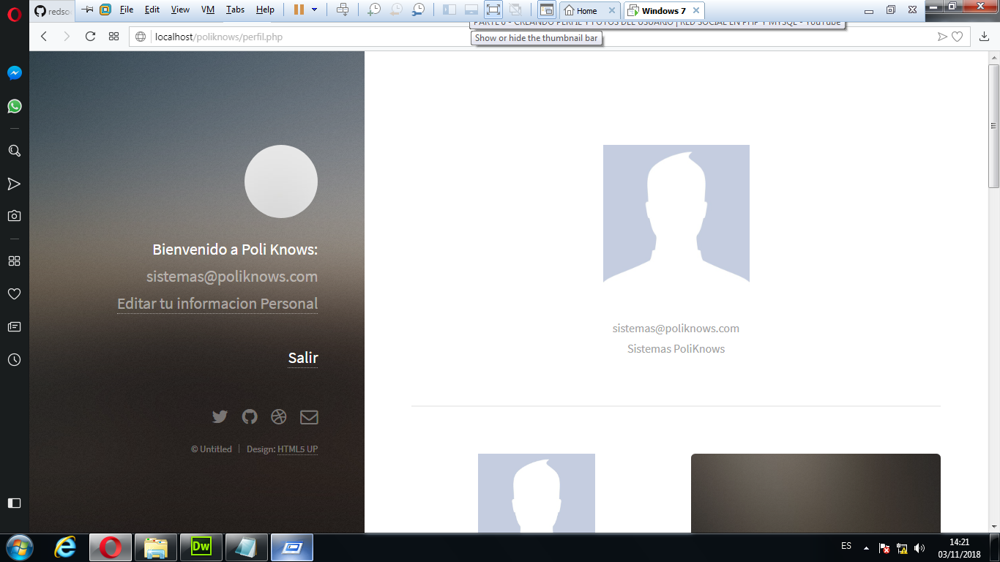 redso
File Edit View VM Tabs Help
Home
Windows 7
PARTE 6 - CREANDO PERFIL Y FOTOS DEL USUARIO | RED SOCIAL EN PHP Y MYSQL - YouTube
localhost/poliknows/perfil.php
Show or hide the thumbnail bar
Bienvenido a Poli Knows:
sistemas@poliknows.com
Editar tu informacion Personal
Salir
© Untitled
Design: HTML5 UP
sistemas@poliknows.com
Sistemas PoliKnows
Dw
ES
14:21
03/11/2018